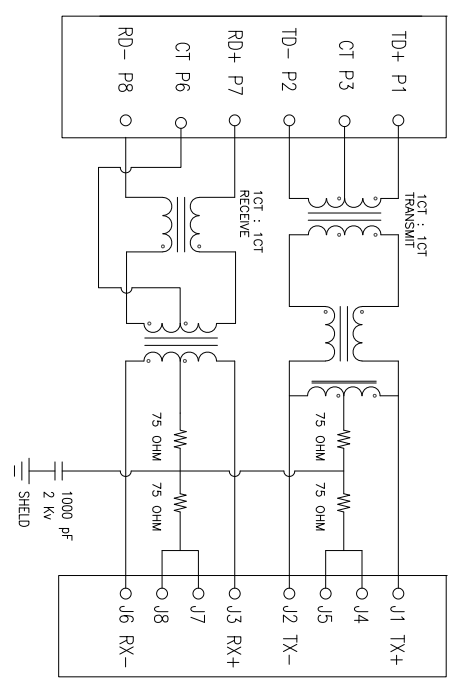 TD+ P1
CT P3
TD- P2
RD+ P7
CT P6
RD- P8
1CT : 1CT
TRANSMIT
1CT : 1CT
RECEIVE
75 OHM
75 OHM
75 OHM
75 OHM
1000 pF
2 Kv
SHELD
J1 TX+
J4
J5
J2 TX-
J3 RX+
J7
J8
J6 RX-